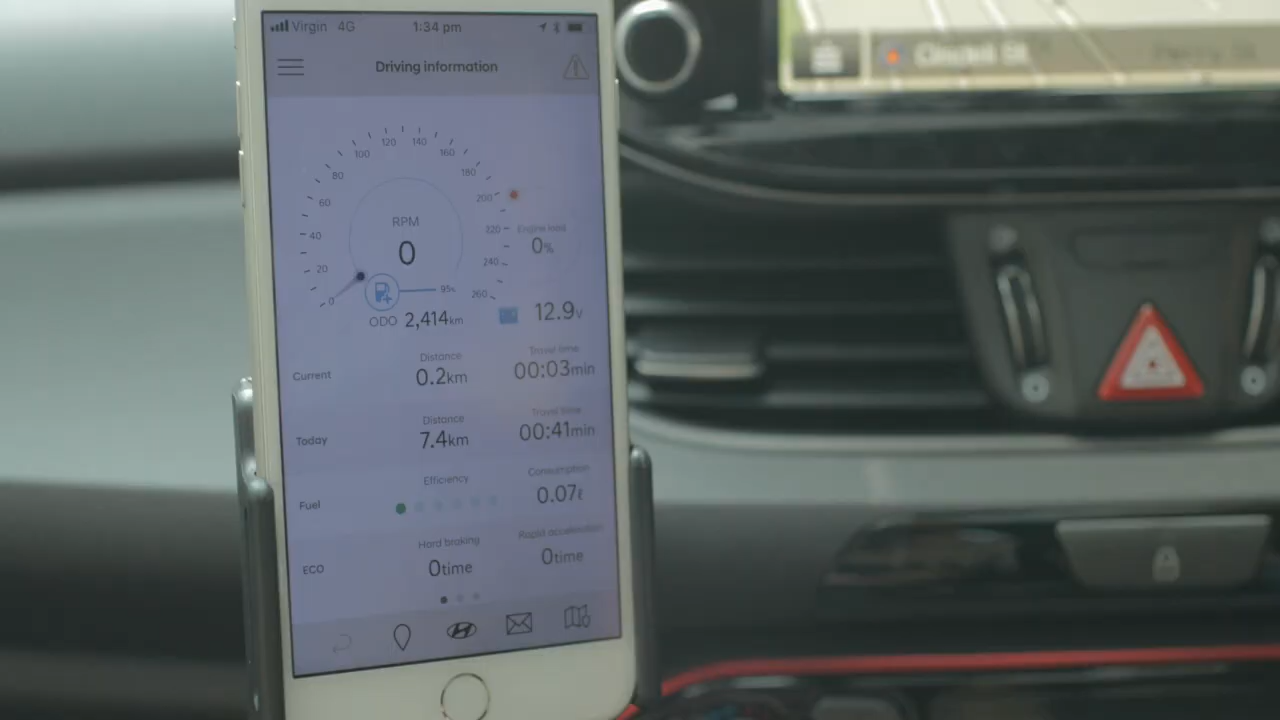 Virgin 4G 1:34 pm
Driving information
0 20 40 60 80 100 120 140 160 180 200 220 240 260
RPM
0
Engine load
0%
95%
ODO 2,414km
12.9v
Current
Distance
0.2km
Travel time
00:03min
Today
Distance
7.4km
Travel time
00:41min
Fuel
Efficiency
Consumption
0.07ℓ
ECO
Hard braking
0time
Rapid acceleration
0time